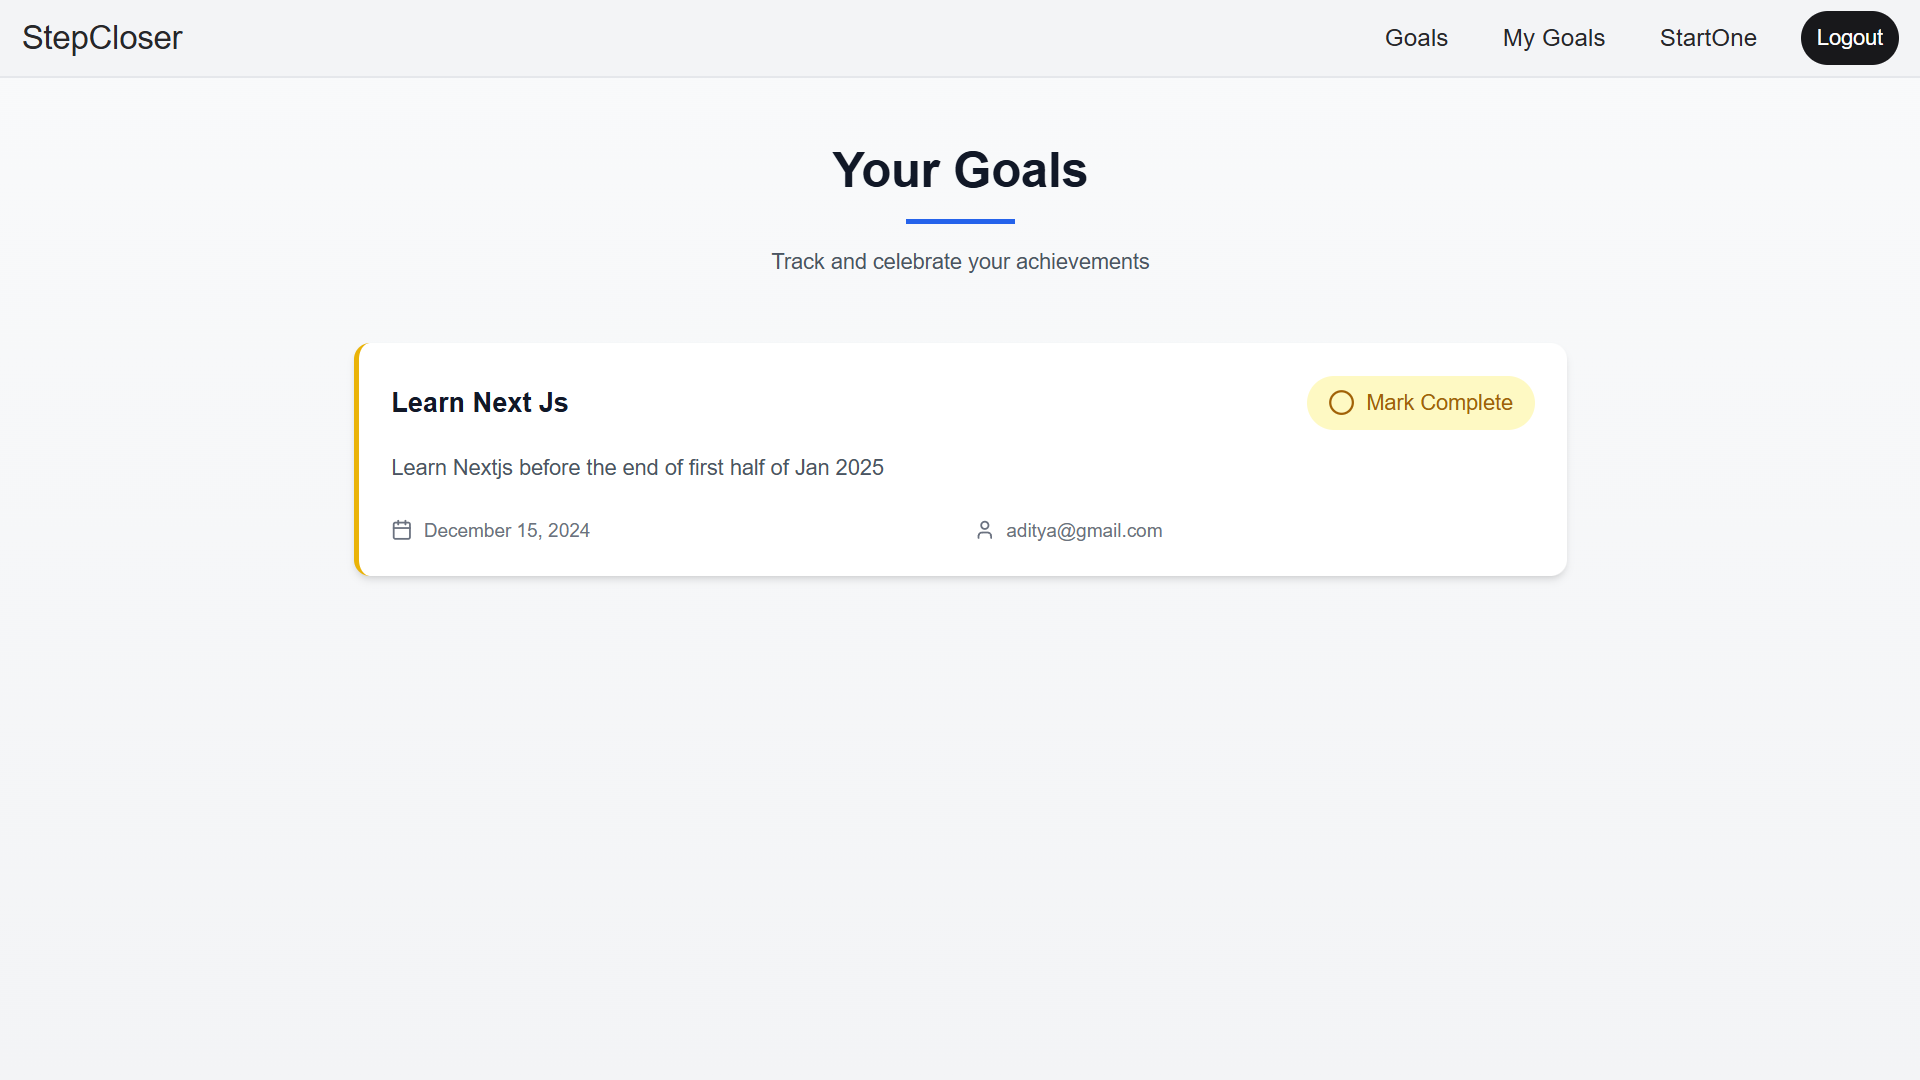 StepCloser
Goals
My Goals
StartOne
Logout
Your Goals
Track and celebrate your achievements
Learn Next Js
Mark Complete
Learn Nextjs before the end of first half of Jan 2025
December 15, 2024
aditya@gmail.com